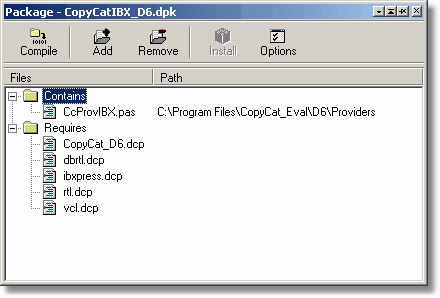 Package - CopyCatIBX_D6.dpk
Compile Add Remove Install Options
Files Path
Contains
CcProvIBX.pas C:\Program Files\CopyCat_Eval\D6\Providers
Requires
CopyCat_D6.dcp
dbrtl.dcp
ibxpress.dcp
rtl.dcp
vcl.dcp